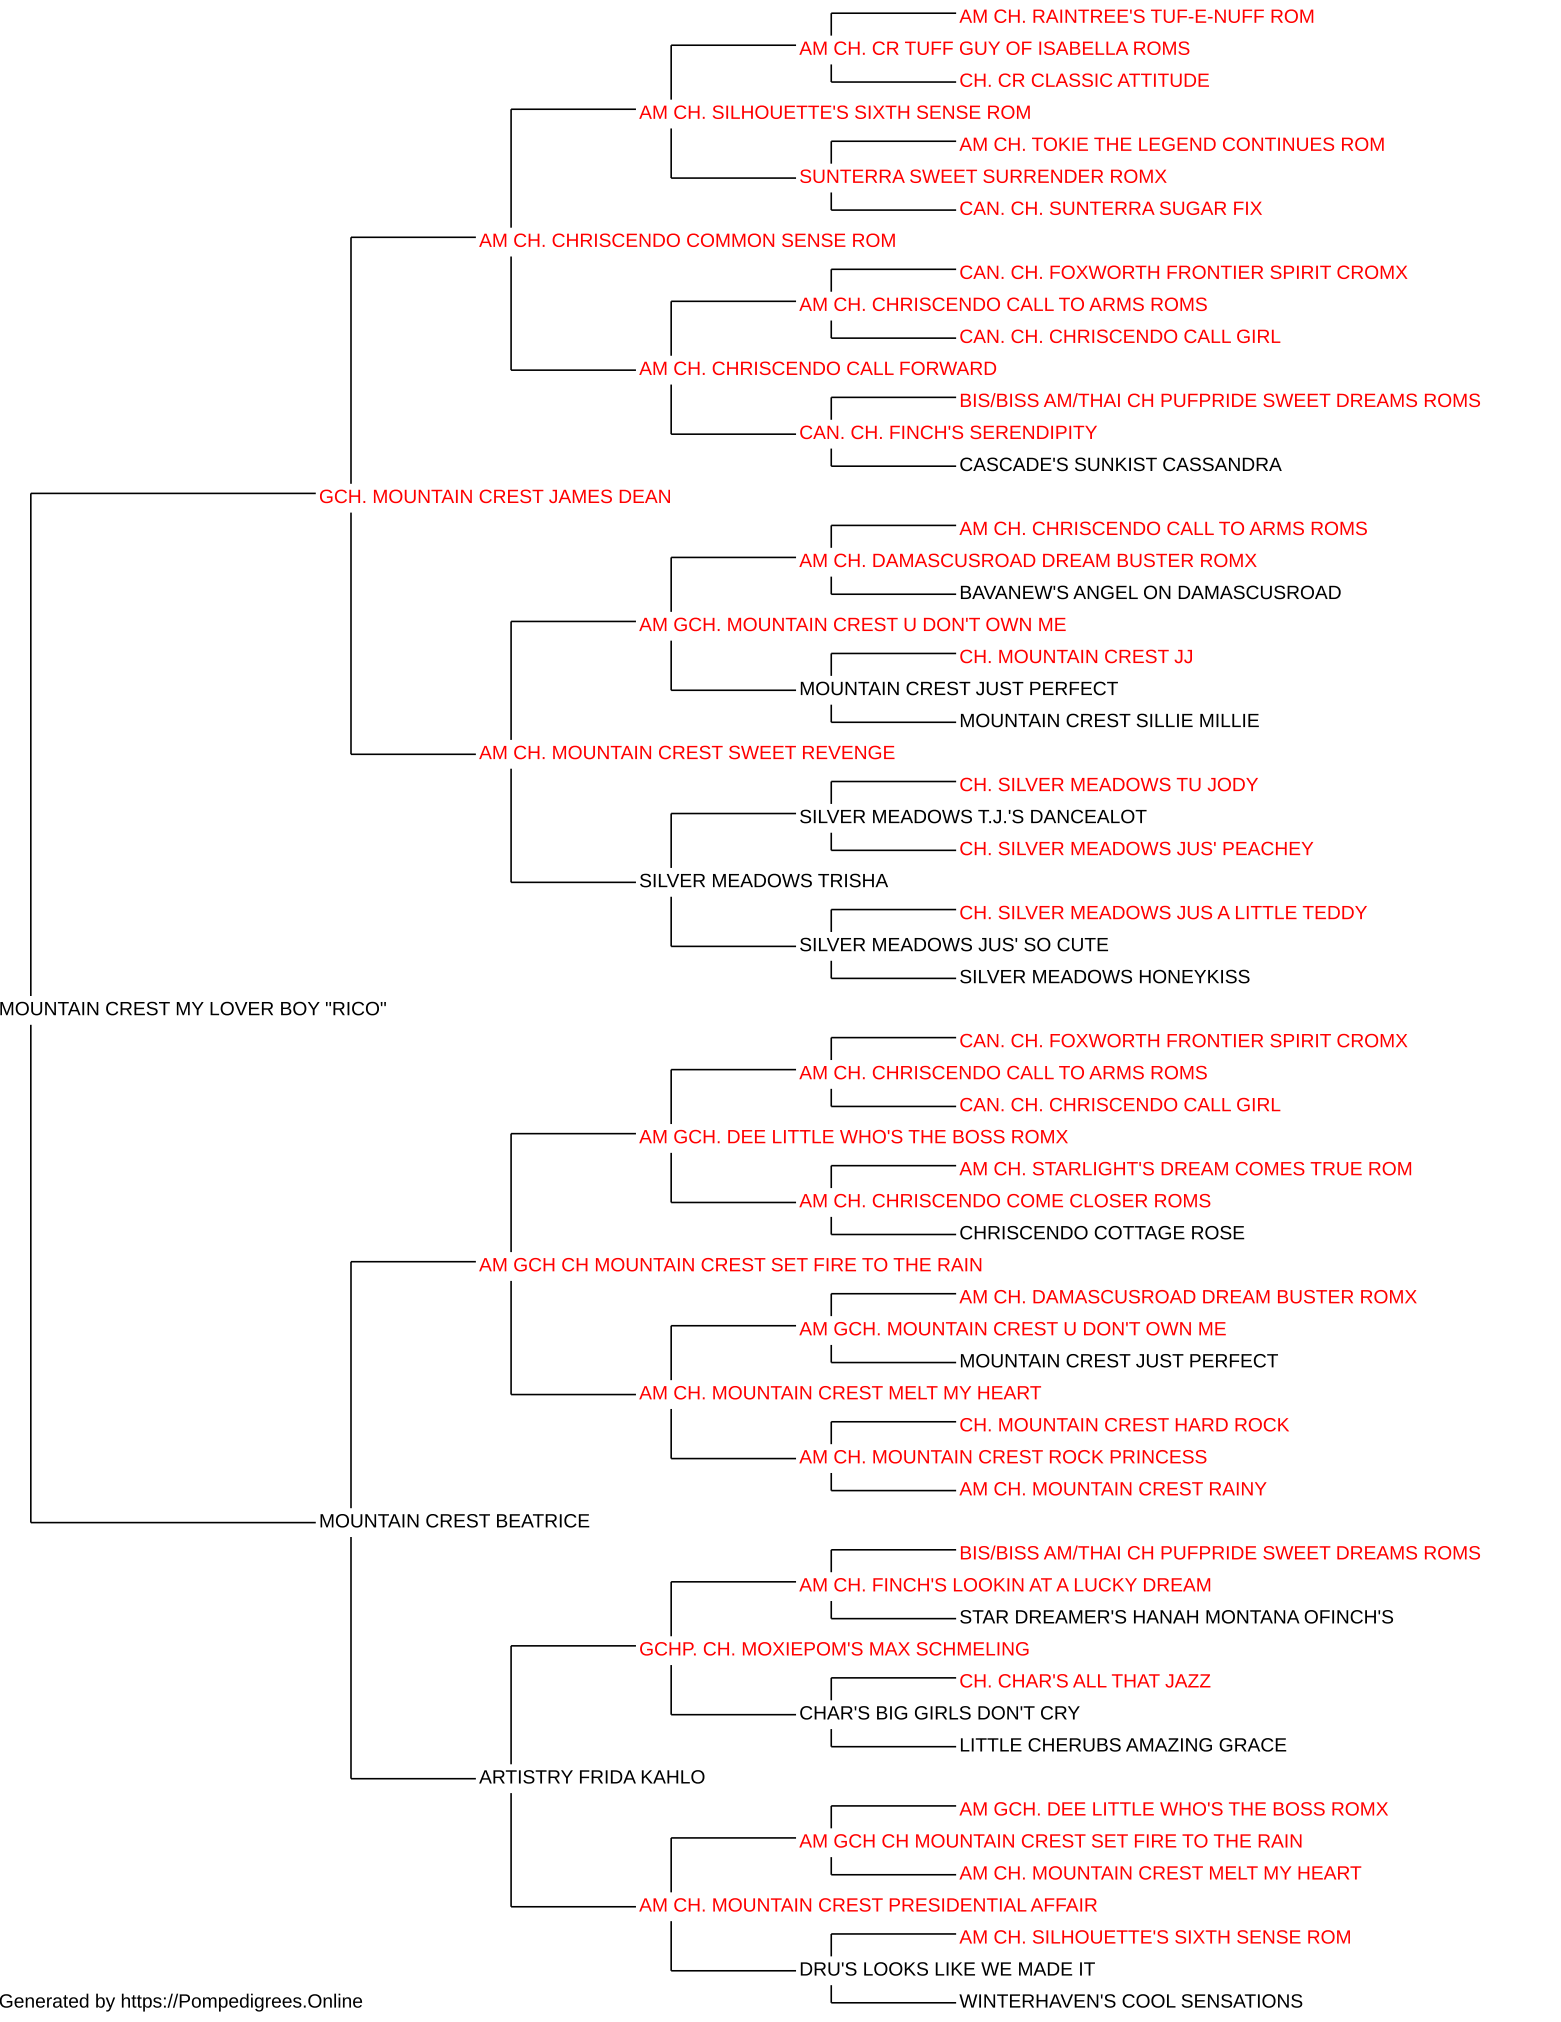 AM CH. RAINTREE'S TUF-E-NUFF ROM
AM CH. CR TUFF GUY OF ISABELLA ROMS
CH. CR CLASSIC ATTITUDE
AM CH. SILHOUETTE'S SIXTH SENSE ROM
AM CH. TOKIE THE LEGEND CONTINUES ROM
SUNTERRA SWEET SURRENDER ROMX
CAN. CH. SUNTERRA SUGAR FIX
AM CH. CHRISCENDO COMMON SENSE ROM
CAN. CH. FOXWORTH FRONTIER SPIRIT CROMX
AM CH. CHRISCENDO CALL TO ARMS ROMS
CAN. CH. CHRISCENDO CALL GIRL
AM CH. CHRISCENDO CALL FORWARD
BIS/BISS AM/THAI CH PUFPRIDE SWEET DREAMS ROMS
CAN. CH. FINCH'S SERENDIPITY
CASCADE'S SUNKIST CASSANDRA
GCH. MOUNTAIN CREST JAMES DEAN
AM CH. CHRISCENDO CALL TO ARMS ROMS
AM CH. DAMASCUSROAD DREAM BUSTER ROMX
BAVANEW'S ANGEL ON DAMASCUSROAD
AM GCH. MOUNTAIN CREST U DON'T OWN ME
CH. MOUNTAIN CREST JJ
MOUNTAIN CREST JUST PERFECT
MOUNTAIN CREST SILLIE MILLIE
AM CH. MOUNTAIN CREST SWEET REVENGE
CH. SILVER MEADOWS TU JODY
SILVER MEADOWS T.J.'S DANCEALOT
CH. SILVER MEADOWS JUS' PEACHEY
SILVER MEADOWS TRISHA
CH. SILVER MEADOWS JUS A LITTLE TEDDY
SILVER MEADOWS JUS' SO CUTE
SILVER MEADOWS HONEYKISS
MOUNTAIN CREST MY LOVER BOY "RICO"
CAN. CH. FOXWORTH FRONTIER SPIRIT CROMX
AM CH. CHRISCENDO CALL TO ARMS ROMS
CAN. CH. CHRISCENDO CALL GIRL
AM GCH. DEE LITTLE WHO'S THE BOSS ROMX
AM CH. STARLIGHT'S DREAM COMES TRUE ROM
AM CH. CHRISCENDO COME CLOSER ROMS
CHRISCENDO COTTAGE ROSE
AM GCH CH MOUNTAIN CREST SET FIRE TO THE RAIN
AM CH. DAMASCUSROAD DREAM BUSTER ROMX
AM GCH. MOUNTAIN CREST U DON'T OWN ME
MOUNTAIN CREST JUST PERFECT
AM CH. MOUNTAIN CREST MELT MY HEART
CH. MOUNTAIN CREST HARD ROCK
AM CH. MOUNTAIN CREST ROCK PRINCESS
AM CH. MOUNTAIN CREST RAINY
MOUNTAIN CREST BEATRICE
BIS/BISS AM/THAI CH PUFPRIDE SWEET DREAMS ROMS
AM CH. FINCH'S LOOKIN AT A LUCKY DREAM
STAR DREAMER'S HANAH MONTANA OFINCH'S
GCHP. CH. MOXIEPOM'S MAX SCHMELING
CH. CHAR'S ALL THAT JAZZ
CHAR'S BIG GIRLS DON'T CRY
LITTLE CHERUBS AMAZING GRACE
ARTISTRY FRIDA KAHLO
AM GCH. DEE LITTLE WHO'S THE BOSS ROMX
AM GCH CH MOUNTAIN CREST SET FIRE TO THE RAIN
AM CH. MOUNTAIN CREST MELT MY HEART
AM CH. MOUNTAIN CREST PRESIDENTIAL AFFAIR
AM CH. SILHOUETTE'S SIXTH SENSE ROM
DRU'S LOOKS LIKE WE MADE IT
WINTERHAVEN'S COOL SENSATIONS
Generated by https://Pompedigrees.Online